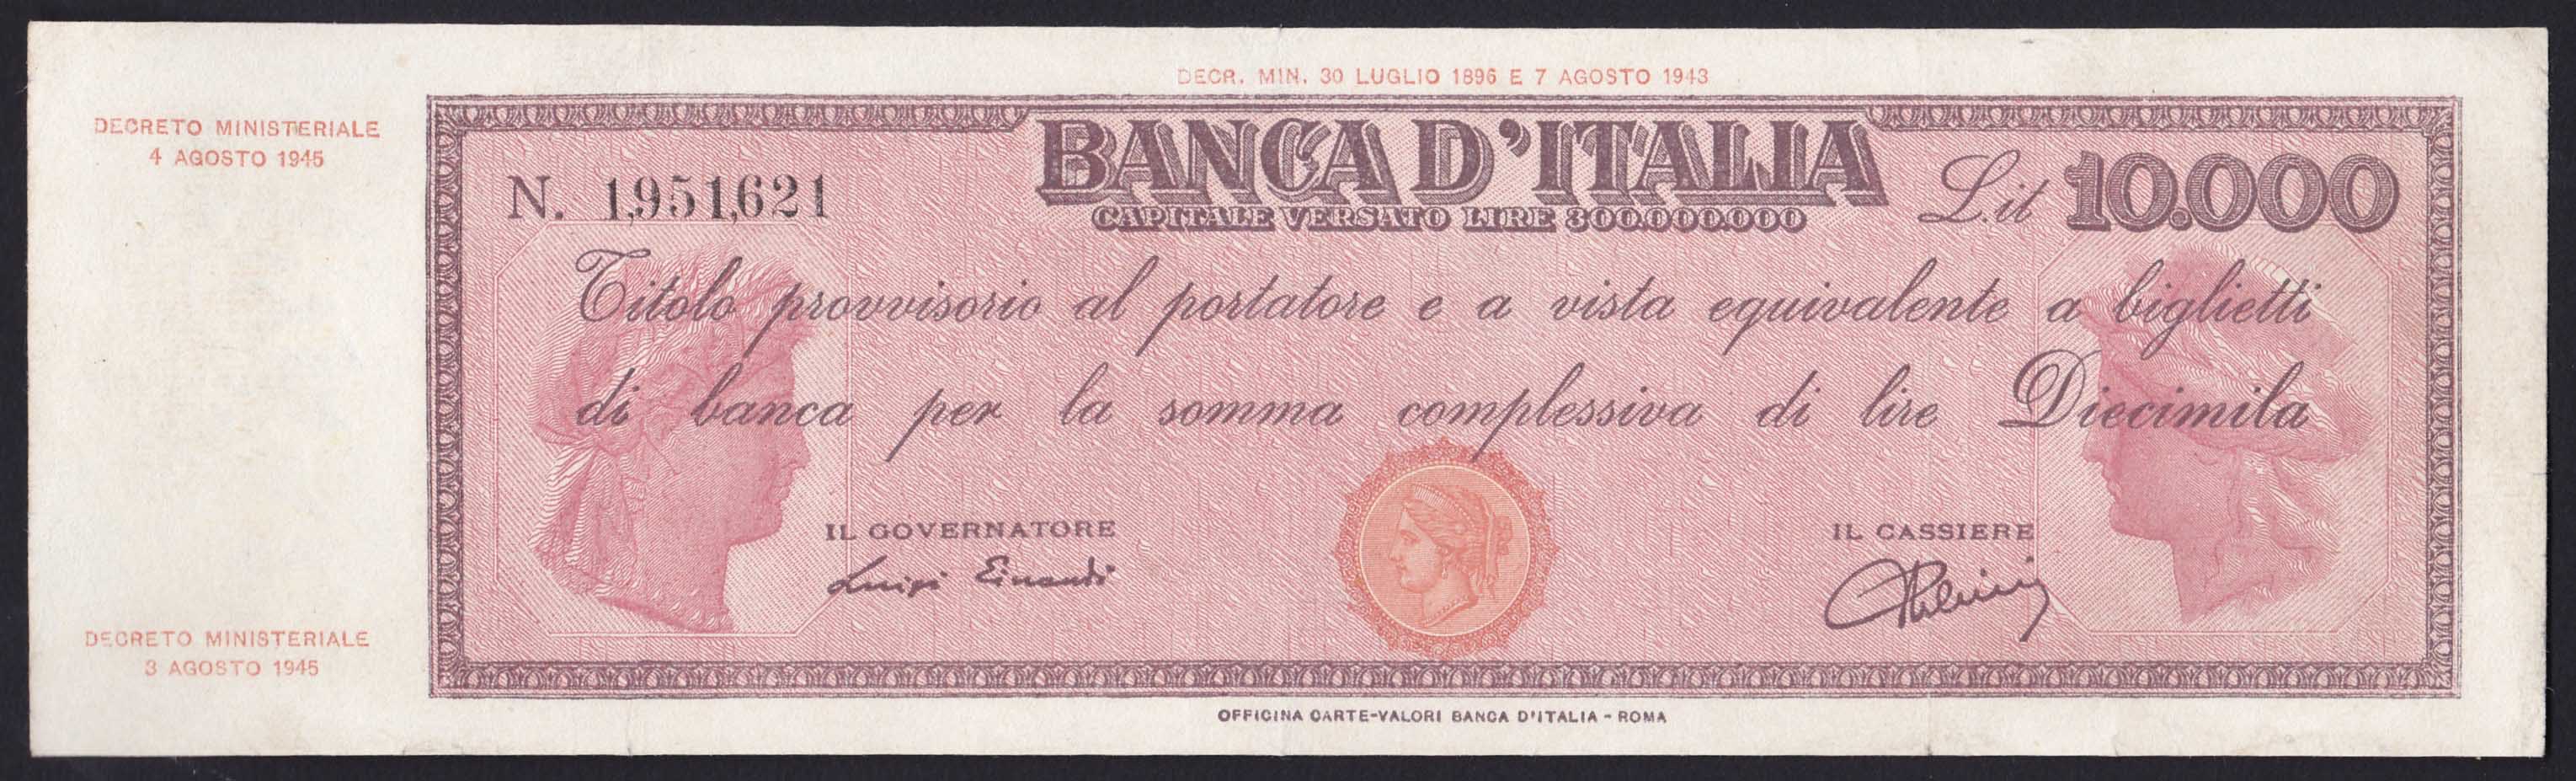 DECR. MIN. 30 LUGLIO 1896 E 7 AGOSTO 1943
DECRETO MINISTERIALE
4 AGOSTO 1945
BANCA D'ITALIA
CAPITALE VERSATO LIRE 300.000.000
N. 1,951,621
L.it 10.000
Titolo provvisorio al portatore e a vista equivalente a biglietti
di banca per la somma complessiva di lire Diecimila
IL GOVERNATORE
Luigi Einaudi
IL CASSIERE
DECRETO MINISTERIALE
3 AGOSTO 1945
OFFICINA CARTE-VALORI BANCA D'ITALIA - ROMA